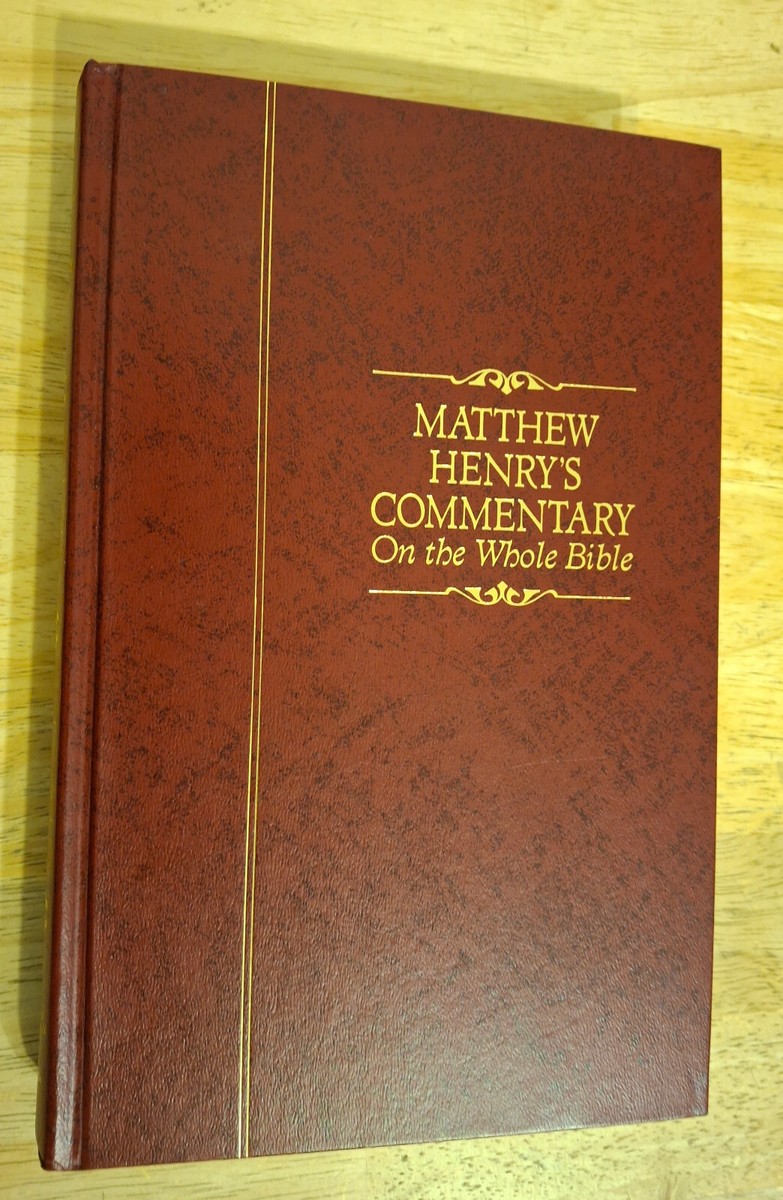 MATTHEW
HENRY'S
COMMENTARY
On the Whole Bible